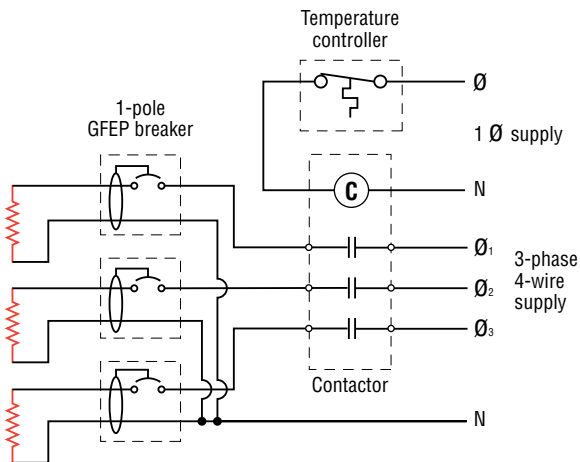 Temperature
controller
1-pole
GFEP breaker
Ø
1 Ø supply
C
N
Ø1
Ø2
Ø3
3-phase
4-wire
supply
Contactor
N